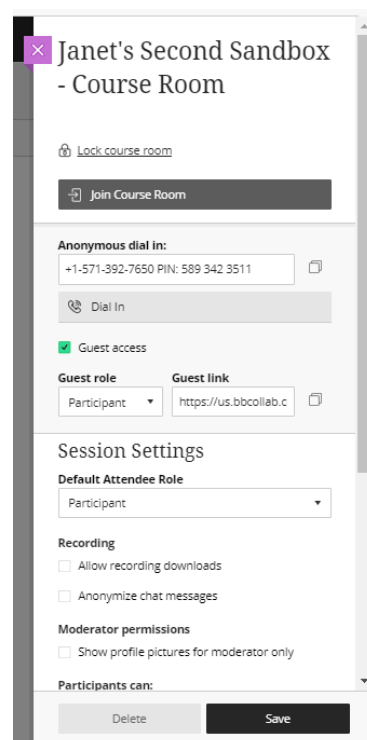 Janet's Second Sandbox
- Course Room
Lock course room
Join Course Room
Anonymous dial in:
+1-571-392-7650 PIN: 589 342 3511
Dial In
Guest access
Guest role Guest link
Participant https://us.bbcollab.c
Session Settings
Default Attendee Role
Participant
Recording
Allow recording downloads
Anonymize chat messages
Moderator permissions
Show profile pictures for moderator only
Participants can:
Delete Save